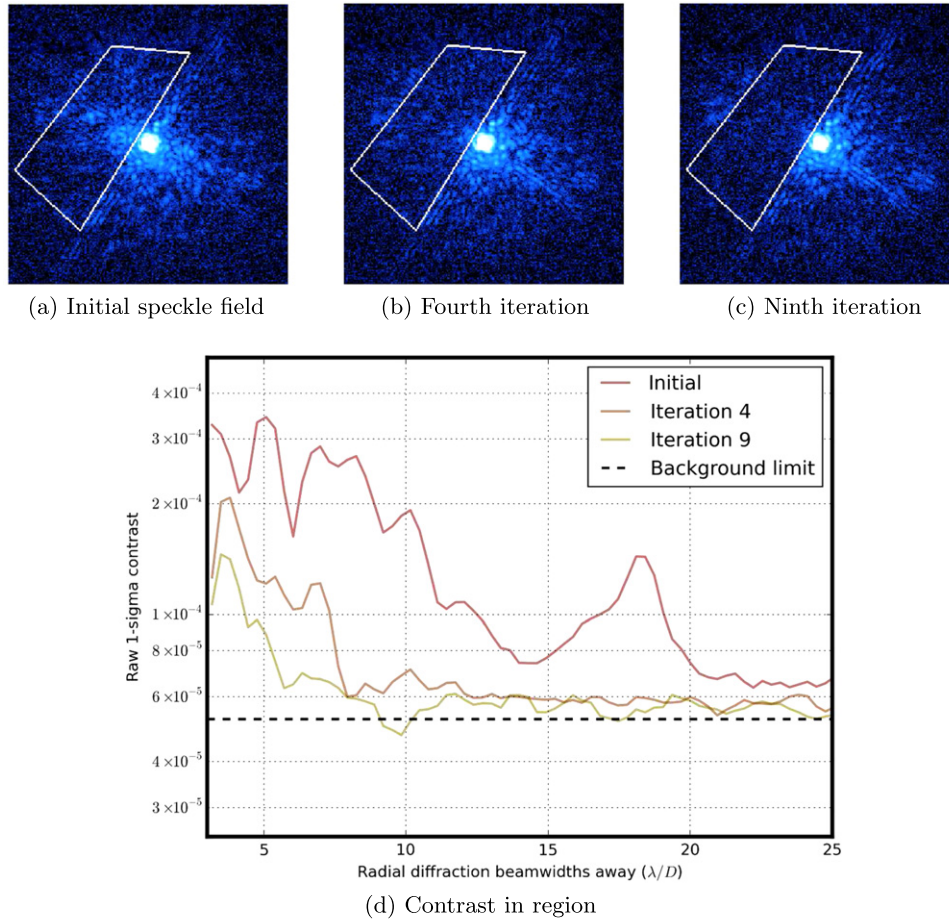 (a) Initial speckle field
(b) Fourth iteration
(c) Ninth iteration
Initial
Iteration 4
Iteration 9
Background limit
Raw 1-sigma contrast
4×10⁻⁴
3×10⁻⁴
2×10⁻⁴
1×10⁻⁴
8×10⁻⁵
6×10⁻⁵
4×10⁻⁵
3×10⁻⁵
5 10 15 20 25
Radial diffraction beamwidths away (λ/D)
(d) Contrast in region